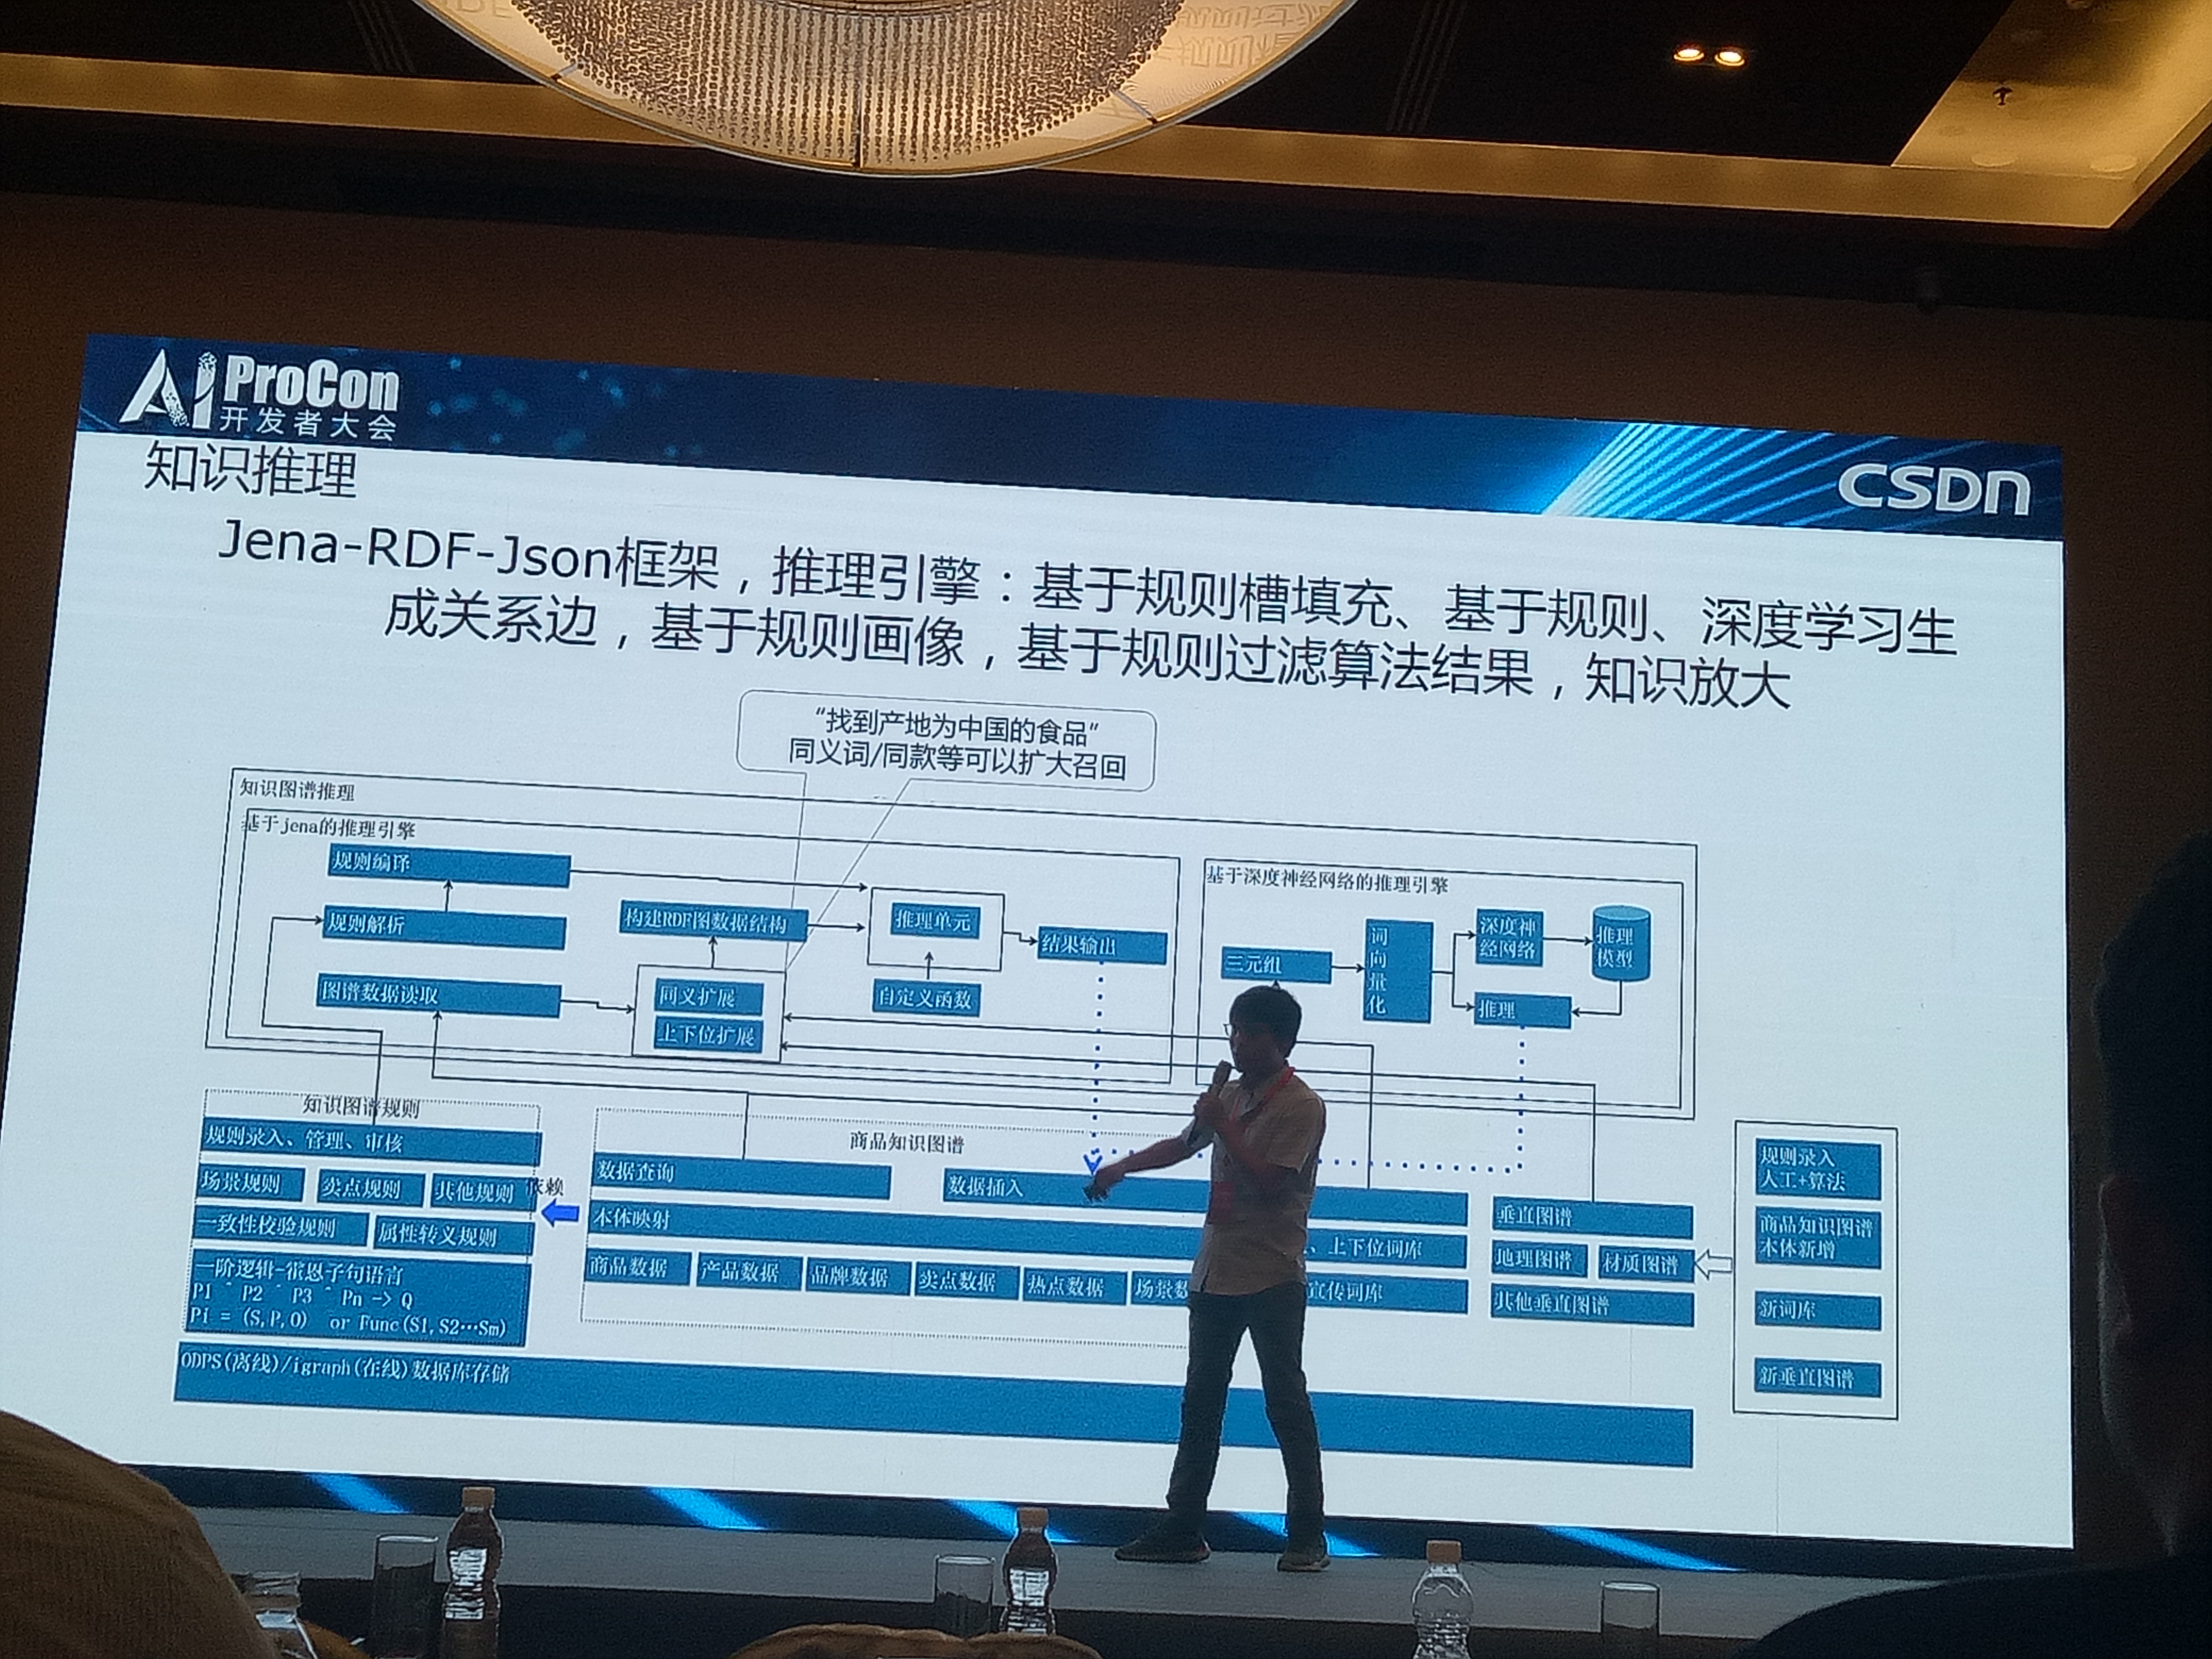 AI ProCon
开发者大会
CSDN
知识推理
Jena-RDF-Json框架，推理引擎：基于规则槽填充、基于规则、深度学习生
成关系边，基于规则画像，基于规则过滤算法结果，知识放大
“找到产地为中国的食品”
同义词/同款等可以扩大召回
知识图谱推理
基于jena的推理引擎
规则编译
规则解析
图谱数据读取
构建RDF图数据结构
同义扩展
上下位扩展
推理单元
自定义函数
结果输出
基于深度神经网络的推理引擎
三元组
词向量化
深度神
经网络
推理
模型
推理
知识图谱规则
规则录入、管理、审核
场景规则
卖点规则
其他规则
一致性校验规则
属性转义规则
一阶逻辑-霍恩子句语言
P1 ^ P2 ^ P3 ^ Pn -> Q
Pi = (S,P,O) or Func(S1,S2…Sm)
依赖
商品知识图谱
数据查询
数据插入
本体映射
、上下位词库
商品数据
产品数据
品牌数据
卖点数据
热点数据
场景数
宣传词库
垂直图谱
地理图谱
材质图谱
其他垂直图谱
规则录入
人工+算法
商品知识图谱
本体新增
新词库
新垂直图谱
ODPS(离线)/igraph(在线)数据库存储